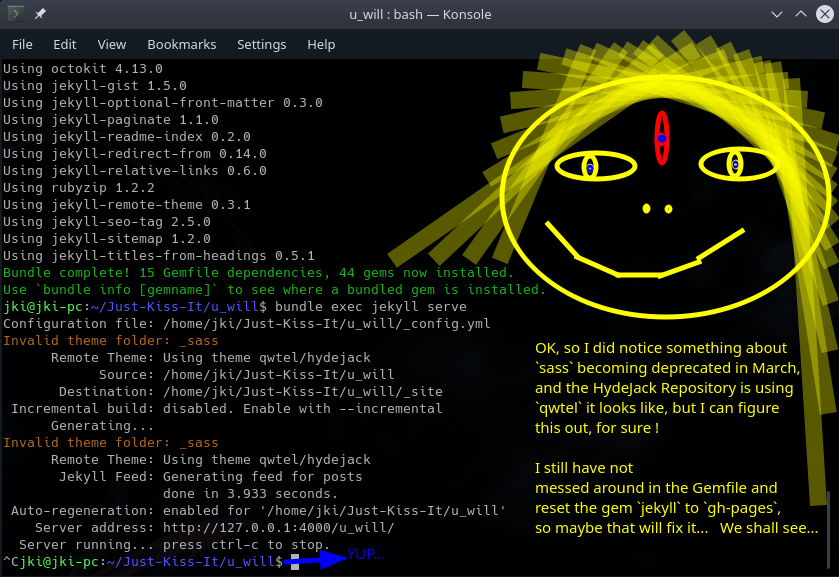 u_will : bash — Konsole
File Edit View Bookmarks Settings Help
Using octokit 4.13.0
Using jekyll-gist 1.5.0
Using jekyll-optional-front-matter 0.3.0
Using jekyll-paginate 1.1.0
Using jekyll-readme-index 0.2.0
Using jekyll-redirect-from 0.14.0
Using jekyll-relative-links 0.6.0
Using rubyzip 1.2.2
Using jekyll-remote-theme 0.3.1
Using jekyll-seo-tag 2.5.0
Using jekyll-sitemap 1.2.0
Using jekyll-titles-from-headings 0.5.1
Bundle complete! 15 Gemfile dependencies, 44 gems now installed.
Use `bundle info [gemname]` to see where a bundled gem is installed.
jki@jki-pc:~/Just-Kiss-It/u_will$ bundle exec jekyll serve
Configuration file: /home/jki/Just-Kiss-It/u_will/_config.yml
Invalid theme folder: _sass
Remote Theme: Using theme qwtel/hydejack
Source: /home/jki/Just-Kiss-It/u_will
Destination: /home/jki/Just-Kiss-It/u_will/_site
Incremental build: disabled. Enable with --incremental
Generating...
Invalid theme folder: _sass
Remote Theme: Using theme qwtel/hydejack
Jekyll Feed: Generating feed for posts
done in 3.933 seconds.
Auto-regeneration: enabled for '/home/jki/Just-Kiss-It/u_will'
Server address: http://127.0.0.1:4000/u_will/
Server running... press ctrl-c to stop.
^Cjki@jki-pc:~/Just-Kiss-It/u_will$
YUP...
OK, so I did notice something about
`sass` becoming deprecated in March,
and the HydeJack Repository is using
`qwtel` it looks like, but I can figure
this out, for sure !
I still have not
messed around in the Gemfile and
reset the gem `jekyll` to `gh-pages`,
so maybe that will fix it... We shall see...